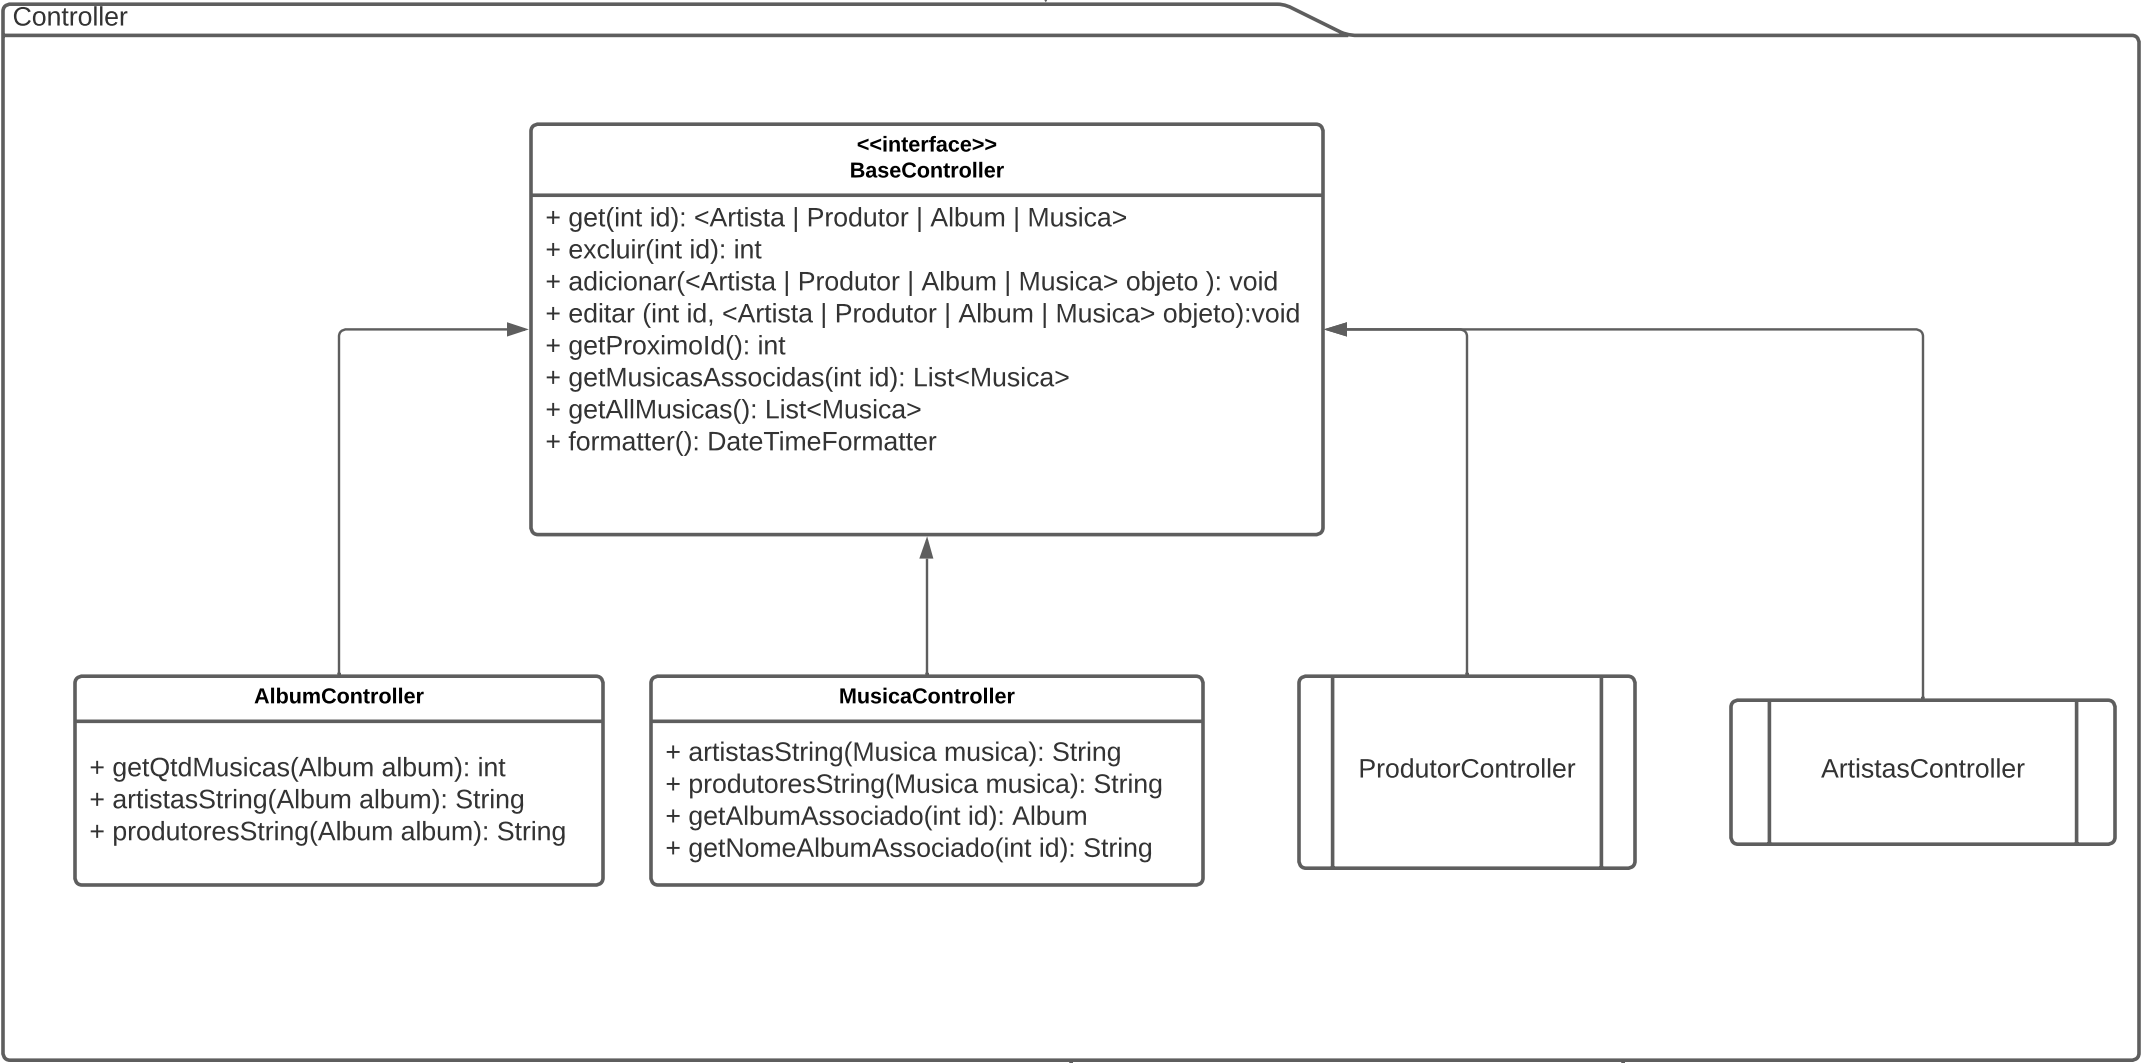 Controller
<<interface>>
BaseController
+ get(int id): <Artista | Produtor | Album | Musica>
+ excluir(int id): int
+ adicionar(<Artista | Produtor | Album | Musica> objeto ): void
+ editar (int id, <Artista | Produtor | Album | Musica> objeto):void
+ getProximoId(): int
+ getMusicasAssocidas(int id): List<Musica>
+ getAllMusicas(): List<Musica>
+ formatter(): DateTimeFormatter
AlbumController
+ getQtdMusicas(Album album): int
+ artistasString(Album album): String
+ produtoresString(Album album): String
MusicaController
+ artistasString(Musica musica): String
+ produtoresString(Musica musica): String
+ getAlbumAssociado(int id): Album
+ getNomeAlbumAssociado(int id): String
ProdutorController
ArtistasController